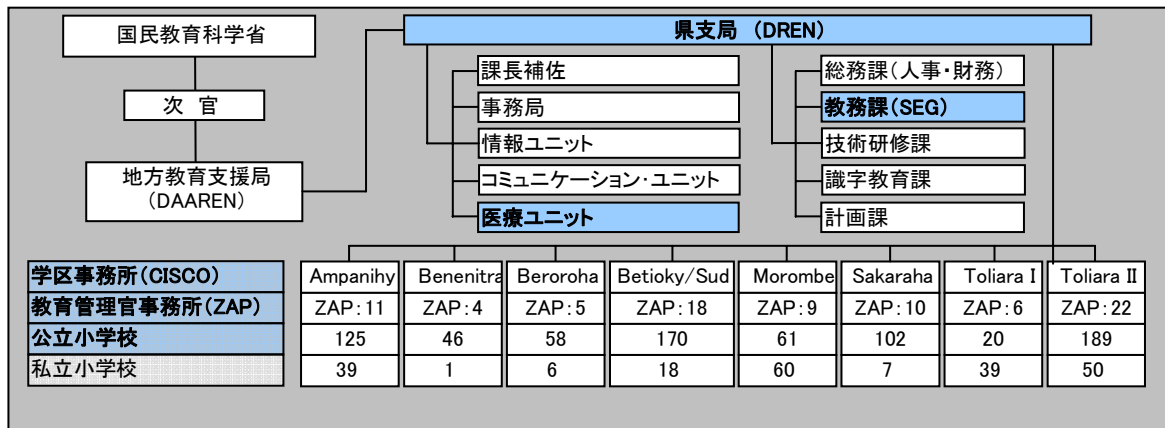 国民教育科学省
次 官
地方教育支援局
(DAAREN)
県支局 (DREN)
課長補佐
事務局
情報ユニット
コミュニケーション・ユニット
医療ユニット
総務課(人事・財務)
教務課(SEG)
技術研修課
識字教育課
計画課
学区事務所(CISCO) Ampanihy Benenitra Beroroha Betioky/Sud Morombe Sakaraha Toliara I Toliara II
教育管理官事務所(ZAP) ZAP:11 ZAP:4 ZAP:5 ZAP:18 ZAP:9 ZAP:10 ZAP:6 ZAP:22
公立小学校 125 46 58 170 61 102 20 189
私立小学校 39 1 6 18 60 7 39 50